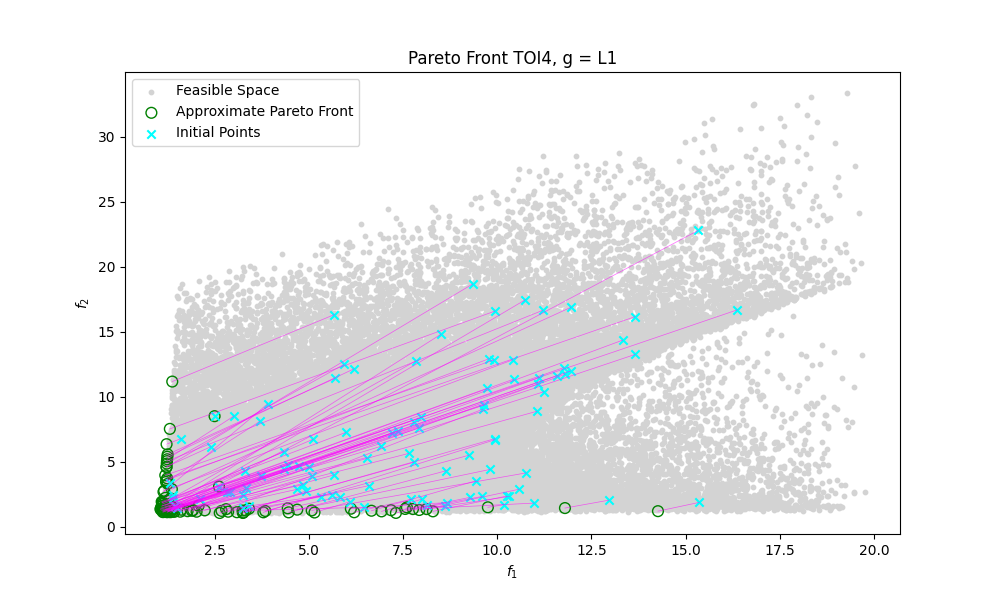 Pareto Front TOI4, g = L1
Feasible Space
Approximate Pareto Front
Initial Points
30
25
20
15
10
5
0
f₂
2.5 5.0 7.5 10.0 12.5 15.0 17.5 20.0
f₁